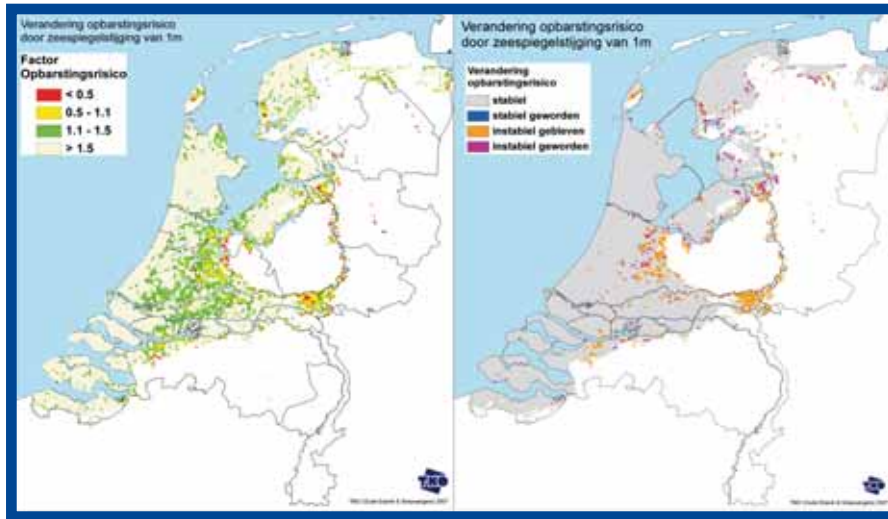 Verandering opbarstingsrisico
door zeespiegelstijging van 1m
Factor
Opbarstingsrisico
< 0.5
0.5 - 1.1
1.1 - 1.5
> 1.5
Verandering opbarstingsrisico
door zeespiegelstijging van 1m
Verandering
opbarstingsrisico
stabiel
stabiel geworden
instabiel gebleven
instabiel geworden